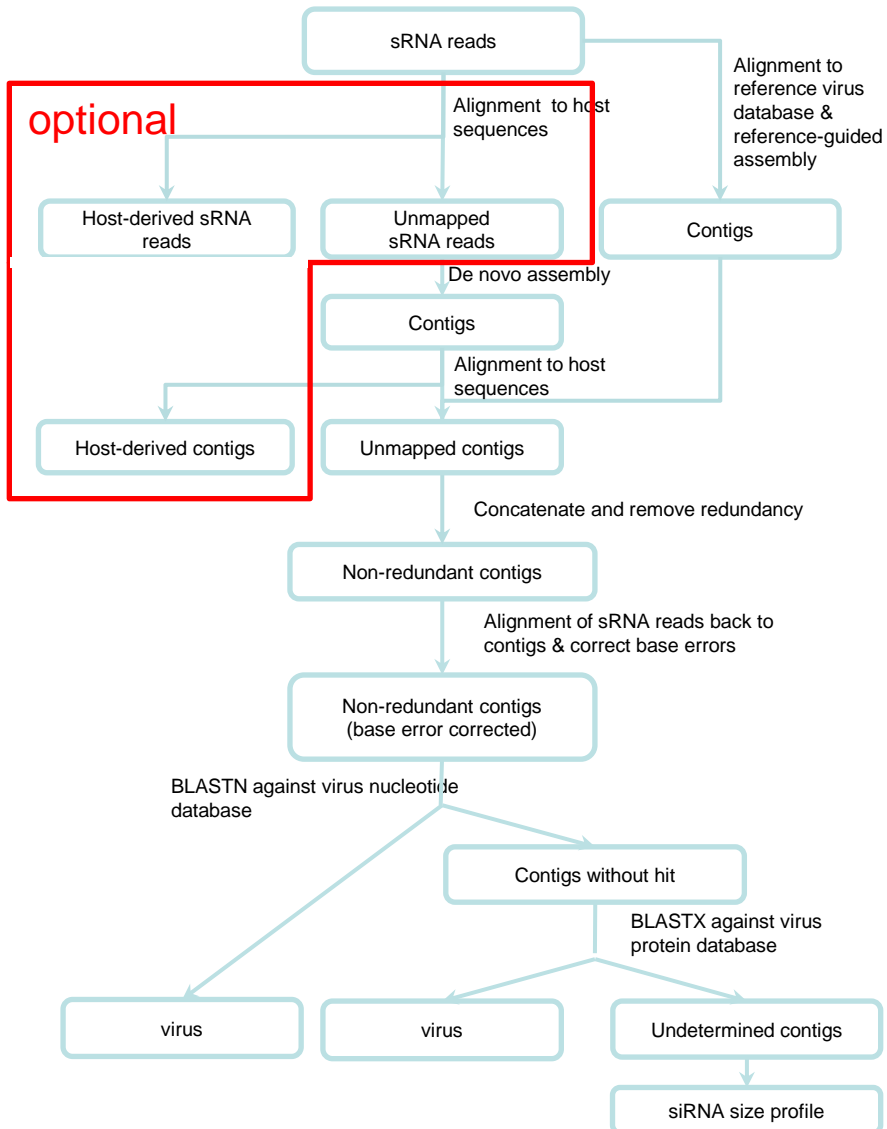 sRNA reads
Alignment to
reference virus
database &
reference-guided
assembly
optional
Alignment  to host
sequences
Host-derived sRNA
reads
Unmapped
sRNA reads
Contigs
De novo assembly
Contigs
Alignment to host
sequences
Host-derived contigs
Unmapped contigs
Concatenate and remove redundancy
Non-redundant contigs
Alignment of sRNA reads back to
contigs & correct base errors
Non-redundant contigs
(base error corrected)
BLASTN against virus nucleotide
database
Contigs without hit
BLASTX against virus
protein database
virus
virus
Undetermined contigs
siRNA size profile